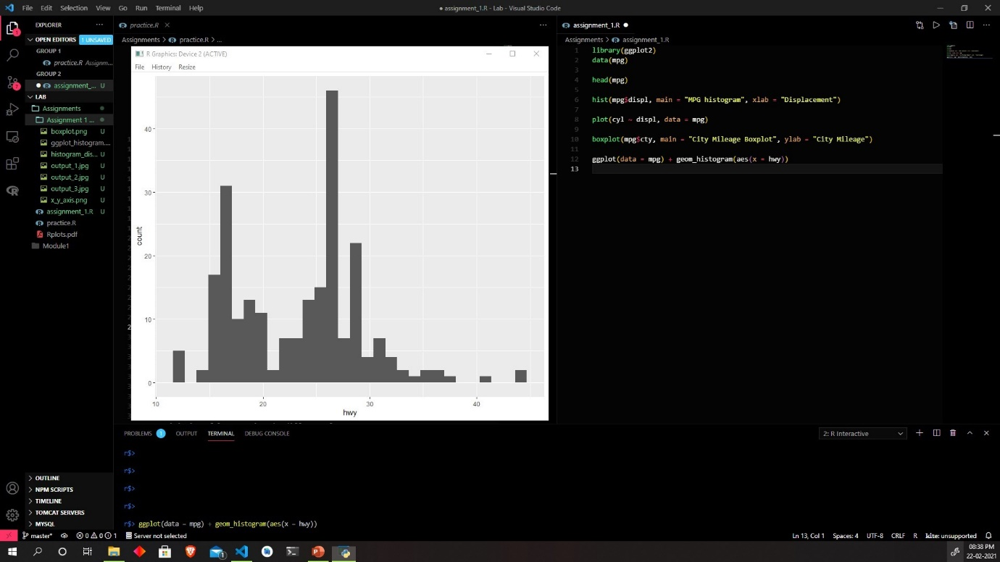 File Edit Selection View Go Run Terminal Help
● assignment_1.R - Lab - Visual Studio Code
EXPLORER
OPEN EDITORS 1 UNSAVED
GROUP 1
practice.R Assignm...
GROUP 2
assignment_... U
LAB
Assignments
Assignment 1 ...
boxplot.png U
ggplot_histogram....
histogram_dis... U
output_1.jpg U
output_2.jpg U
output_3.jpg U
x_y_axis.png U
assignment_1.R U
practice.R
Rplots.pdf
Module1
OUTLINE
NPM SCRIPTS
TIMELINE
TOMCAT SERVERS
MYSQL
practice.R
Assignments > practice.R > ...
R Graphics: Device 2 (ACTIVE)
File History Resize
40
30
20
10
0
count
10 20 30 40
hwy
assignment_1.R
Assignments > assignment_1.R
1 library(ggplot2)
2 data(mpg)
3
4 head(mpg)
5
6 hist(mpg$displ, main = "MPG histogram", xlab = "Displacement")
7
8 plot(cyl ~ displ, data = mpg)
9
10 boxplot(mpg$cty, main = "City Mileage Boxplot", ylab = "City Mileage")
11
12 ggplot(data = mpg) + geom_histogram(aes(x = hwy))
13
PROBLEMS 1 OUTPUT TERMINAL DEBUG CONSOLE
2: R Interactive
r$>
r$>
r$>
r$>
r$> ggplot(data = mpg) + geom_histogram(aes(x = hwy))
master* 0 0 1 Server not selected
Ln 13, Col 1 Spaces: 4 UTF-8 CRLF R kite: unsupported
08:38 PM
22-02-2021